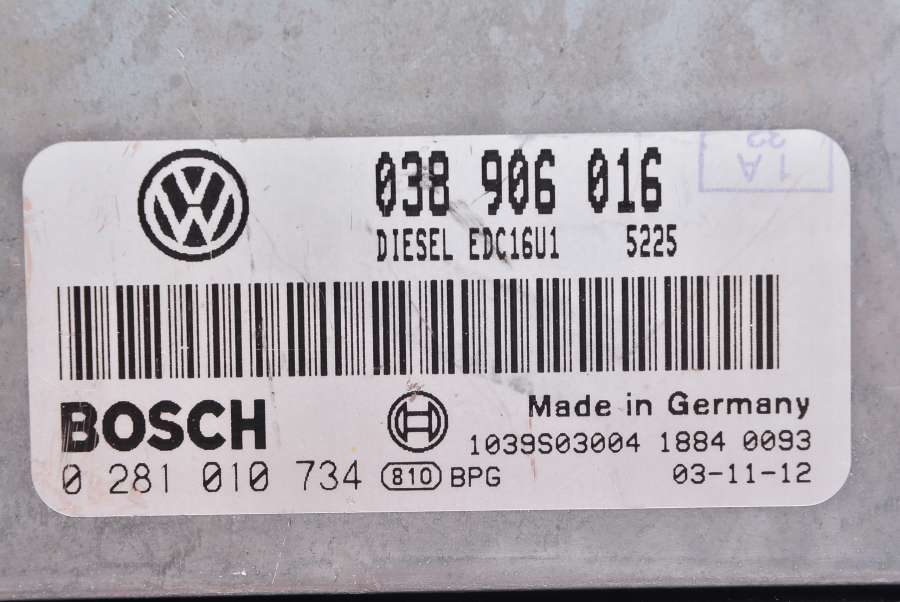 038 906 016
DIESEL EDC16U1 5225
1A
22
BOSCH
Made in Germany
1039S03004 1884 0093
0 281 010 734 810 BPG 03-11-12